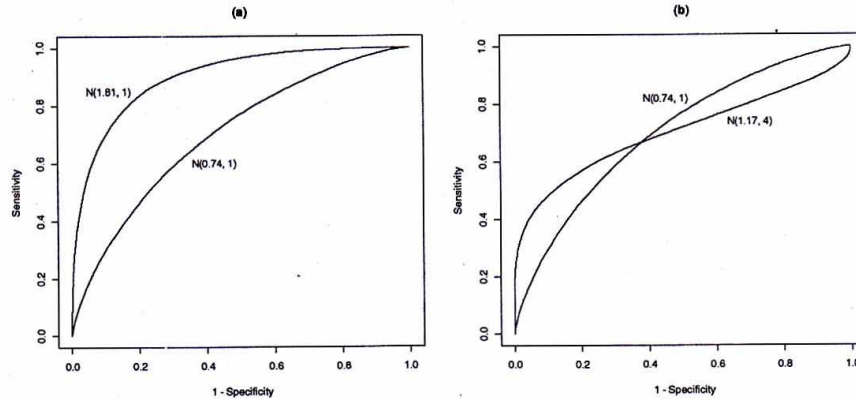 (a)
Sensitivity
1.0
0.8
0.6
0.4
0.2
0.0
N(1.81, 1)
N(0.74, 1)
0.0 0.2 0.4 0.6 0.8 1.0
1 - Specificity
(b)
Sensitivity
1.0
0.8
0.6
0.4
0.2
0.0
N(0.74, 1)
N(1.17, 4)
0.0 0.2 0.4 0.6 0.8 1.0
1 - Specificity